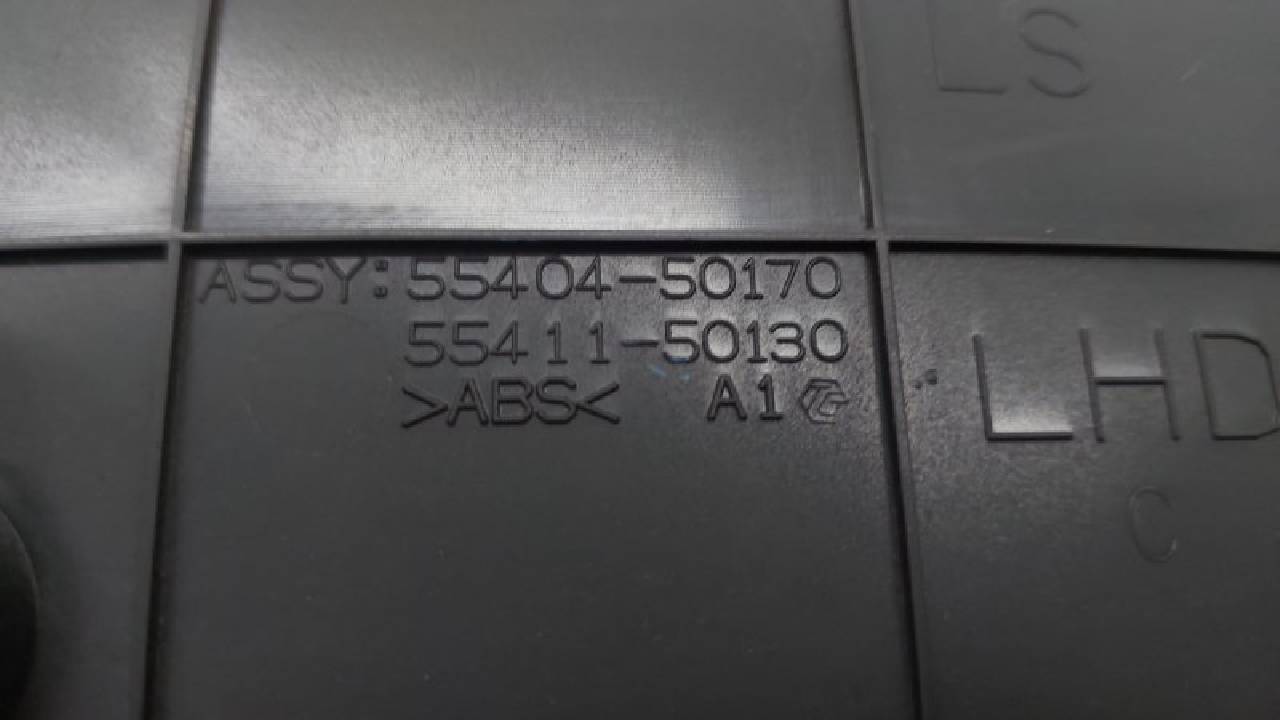 LS
ASSY: 55404-50170
55411-50130
>ABS< A1
LHD
C